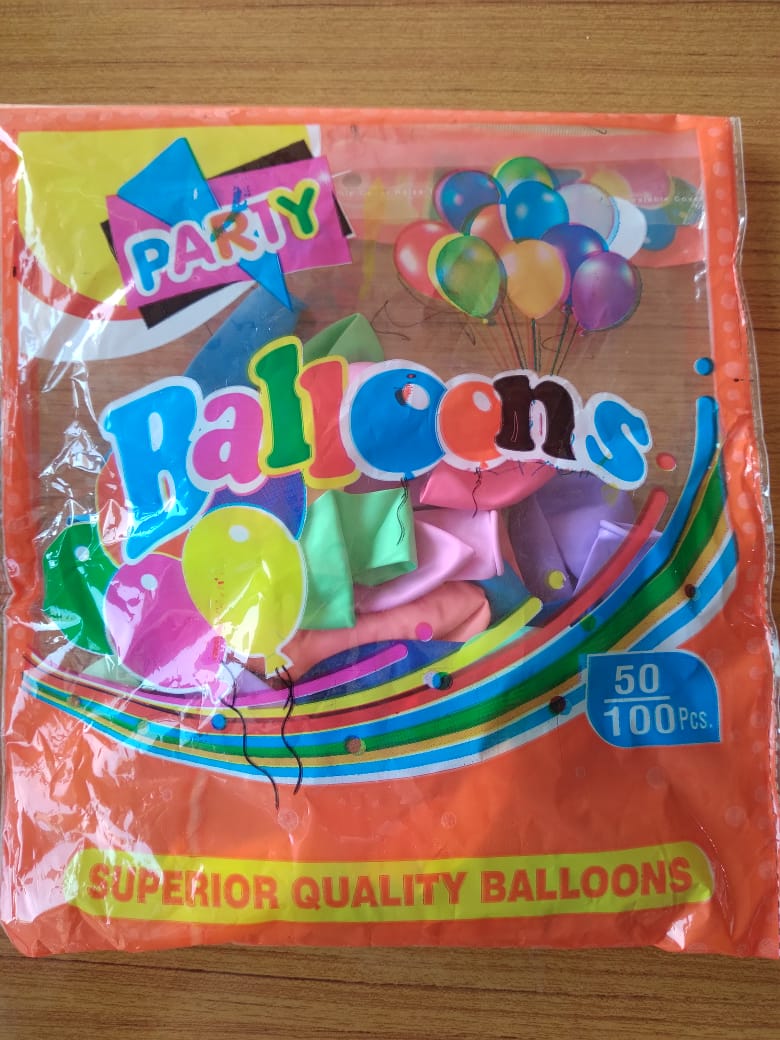 PARTY
Balloons
50
100 Pcs.
SUPERIOR QUALITY BALLOONS